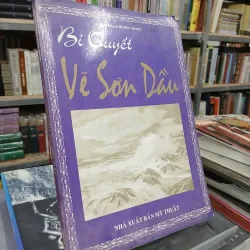 Bí Quyết
Vẽ Sơn Dầu
NHÀ XUẤT BẢN MỸ THUẬT